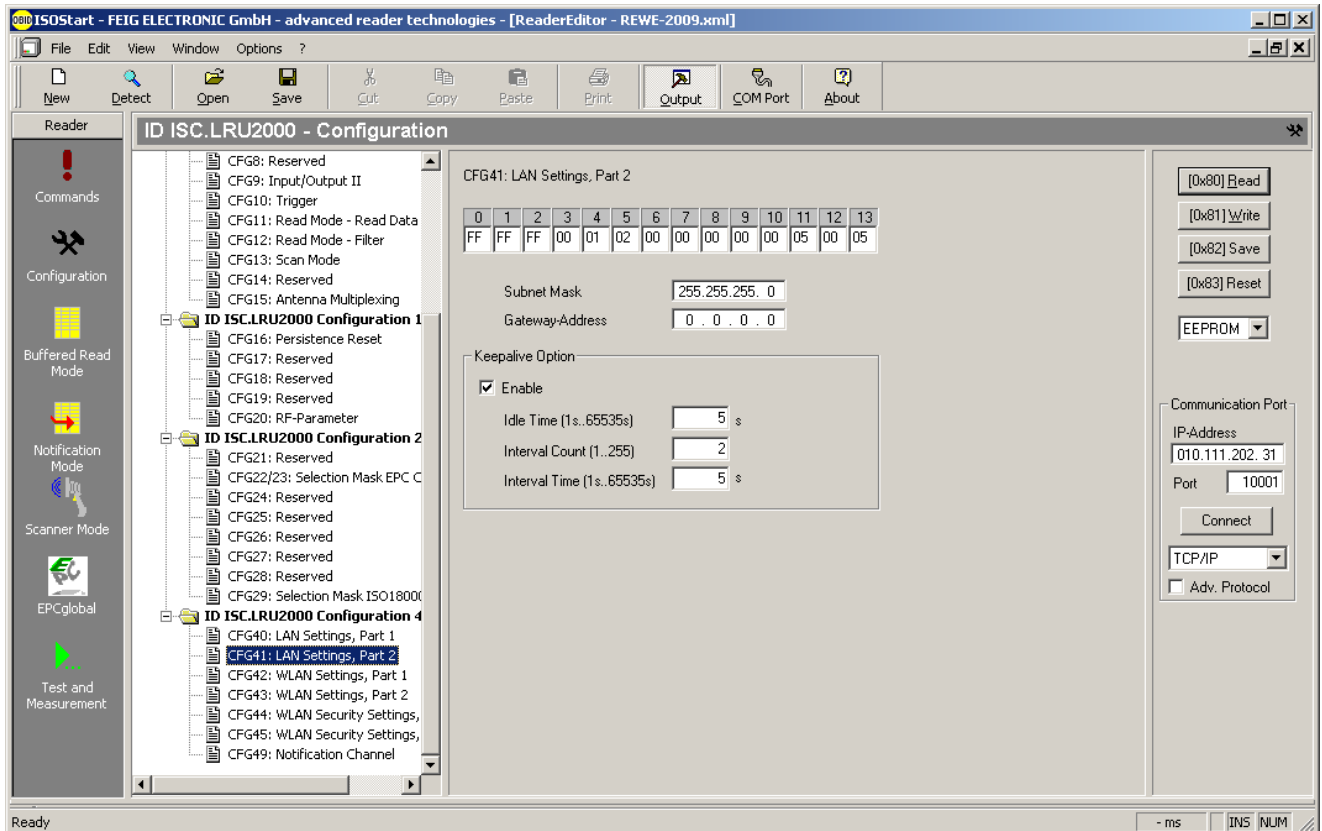 OBID ISOStart - FEIG ELECTRONIC GmbH - advanced reader technologies - [ReaderEditor - REWE-2009.xml]
File Edit View Window Options ?
New Detect Open Save Cut Copy Paste Print Output COM Port About
Reader
Commands
Configuration
Buffered Read
Mode
Notification
Mode
Scanner Mode
EPCglobal
Test and
Measurement
ID ISC.LRU2000 - Configuration
CFG8: Reserved
CFG9: Input/Output II
CFG10: Trigger
CFG11: Read Mode - Read Data
CFG12: Read Mode - Filter
CFG13: Scan Mode
CFG14: Reserved
CFG15: Antenna Multiplexing
ID ISC.LRU2000 Configuration 1
CFG16: Persistence Reset
CFG17: Reserved
CFG18: Reserved
CFG19: Reserved
CFG20: RF-Parameter
ID ISC.LRU2000 Configuration 2
CFG21: Reserved
CFG22/23: Selection Mask EPC C
CFG24: Reserved
CFG25: Reserved
CFG26: Reserved
CFG27: Reserved
CFG28: Reserved
CFG29: Selection Mask ISO1800(
ID ISC.LRU2000 Configuration 4
CFG40: LAN Settings, Part 1
CFG41: LAN Settings, Part 2
CFG42: WLAN Settings, Part 1
CFG43: WLAN Settings, Part 2
CFG44: WLAN Security Settings,
CFG45: WLAN Security Settings,
CFG49: Notification Channel
CFG41: LAN Settings, Part 2
0 1 2 3 4 5 6 7 8 9 10 11 12 13
FF FF FF 00 01 02 00 00 00 00 00 05 00 05
Subnet Mask 255.255.255. 0
Gateway-Address 0 . 0 . 0 . 0
Keepalive Option
Enable
Idle Time (1s..65535s) 5 s
Interval Count (1..255) 2
Interval Time (1s..65535s) 5 s
[0x80] Read
[0x81] Write
[0x82] Save
[0x83] Reset
EEPROM
Communication Port
IP-Address
010.111.202. 31
Port 10001
Connect
TCP/IP
Adv. Protocol
Ready - ms INS NUM